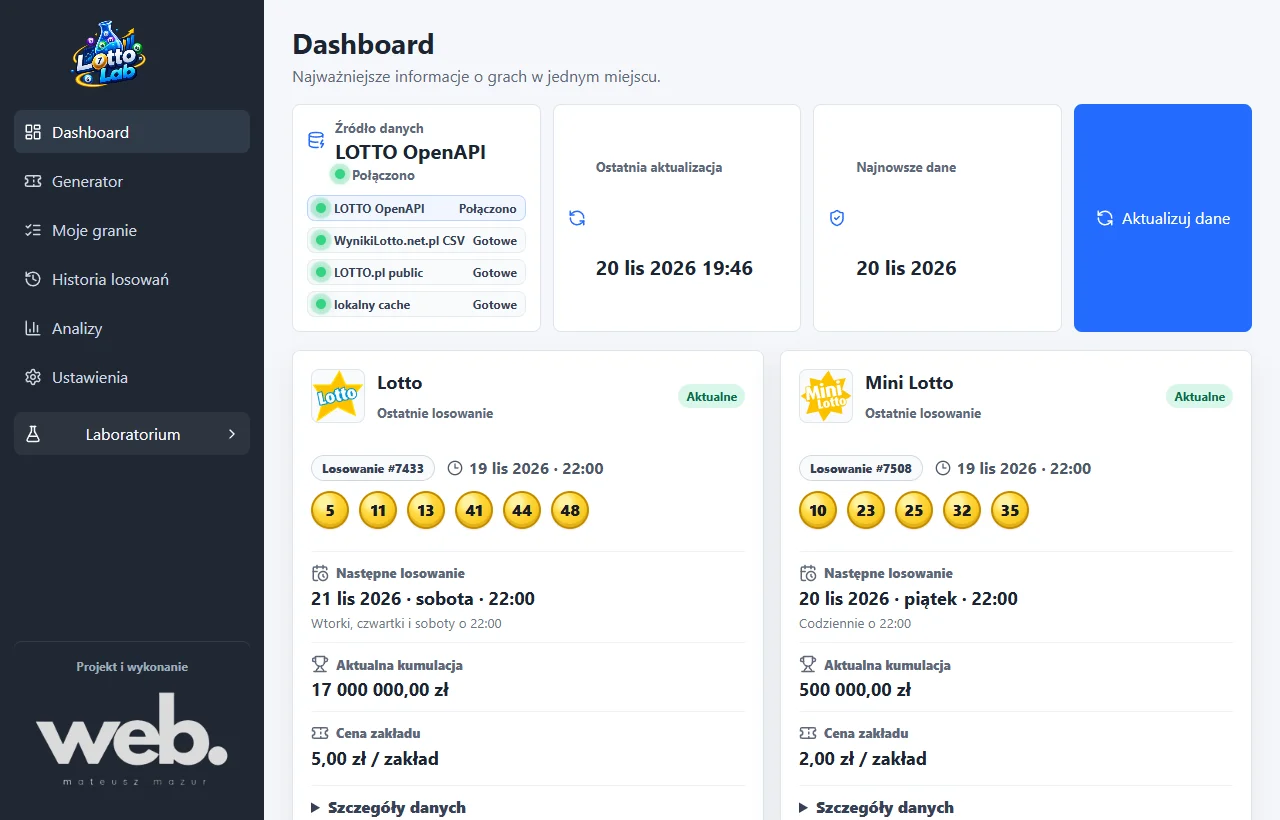 Lotto
Lab
Dashboard
Generator
Moje granie
Historia losowań
Analizy
Ustawienia
Laboratorium
Projekt i wykonanie
web.
mateusz mazur
Dashboard
Najważniejsze informacje o grach w jednym miejscu.
Źródło danych
LOTTO OpenAPI
Połączono
LOTTO OpenAPI Połączono
WynikiLotto.net.pl CSV Gotowe
LOTTO.pl public Gotowe
lokalny cache Gotowe
Ostatnia aktualizacja
20 lis 2026 19:46
Najnowsze dane
20 lis 2026
Aktualizuj dane
Lotto
Lotto
Ostatnie losowanie
Aktualne
Losowanie #7433 19 lis 2026 · 22:00
5 11 13 41 44 48
Następne losowanie
21 lis 2026 · sobota · 22:00
Wtorki, czwartki i soboty o 22:00
Aktualna kumulacja
17 000 000,00 zł
Cena zakładu
5,00 zł / zakład
Szczegóły danych
Mini
Lotto
Mini Lotto
Ostatnie losowanie
Aktualne
Losowanie #7508 19 lis 2026 · 22:00
10 23 25 32 35
Następne losowanie
20 lis 2026 · piątek · 22:00
Codziennie o 22:00
Aktualna kumulacja
500 000,00 zł
Cena zakładu
2,00 zł / zakład
Szczegóły danych